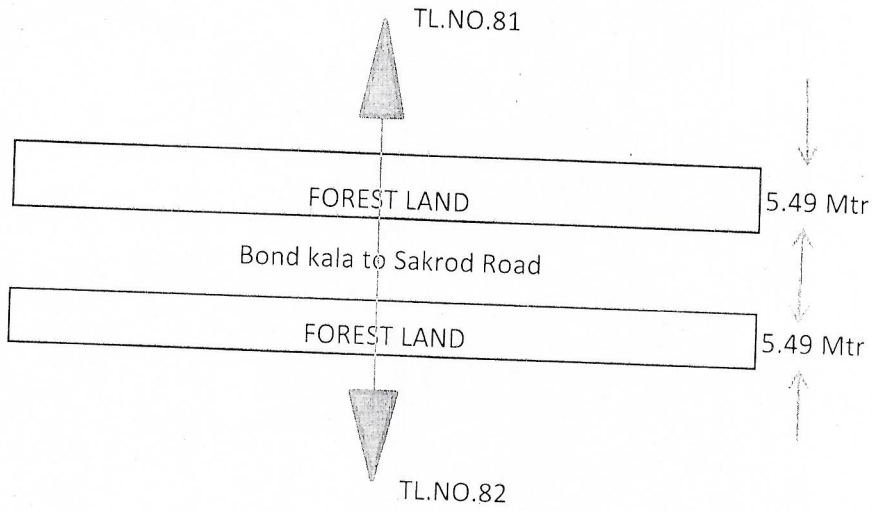 TL.NO.81
FOREST LAND
5.49 Mtr
Bond kala to Sakrod Road
FOREST LAND
5.49 Mtr
TL.NO.82